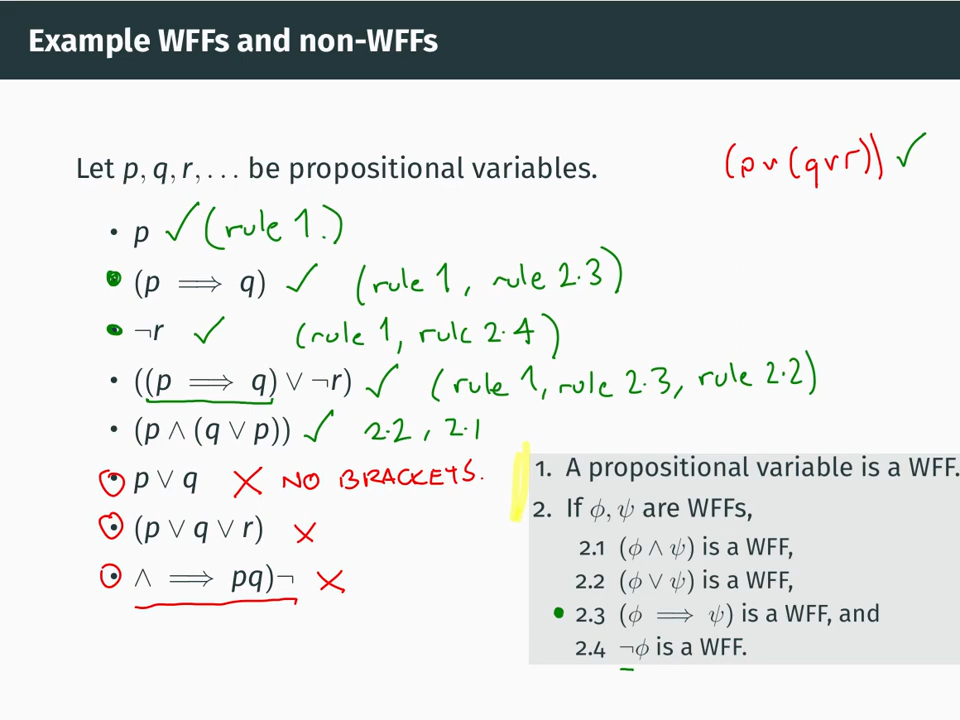 Example WFFs and non-WFFs
Let p, q, r, . . . be propositional variables.
(p ∨ (q ∨ r)) ✓
• p ✓ (rule 1.)
• (p ⟹ q) ✓ (rule 1, rule 2.3)
• ¬r ✓ (rule 1, rule 2.4)
• ((p ⟹ q) ∨ ¬r) ✓ (rule 1, rule 2.3, rule 2.2)
• (p ∧ (q ∨ p)) ✓ 2.2, 2.1
• p ∨ q ✗ NO BRACKETS.
• (p ∨ q ∨ r) ✗
• ∧ ⟹ pq)¬ ✗
1. A propositional variable is a WFF.
2. If ϕ, ψ are WFFs,
2.1 (ϕ ∧ ψ) is a WFF,
2.2 (ϕ ∨ ψ) is a WFF,
2.3 (ϕ ⟹ ψ) is a WFF, and
2.4 ¬ϕ is a WFF.